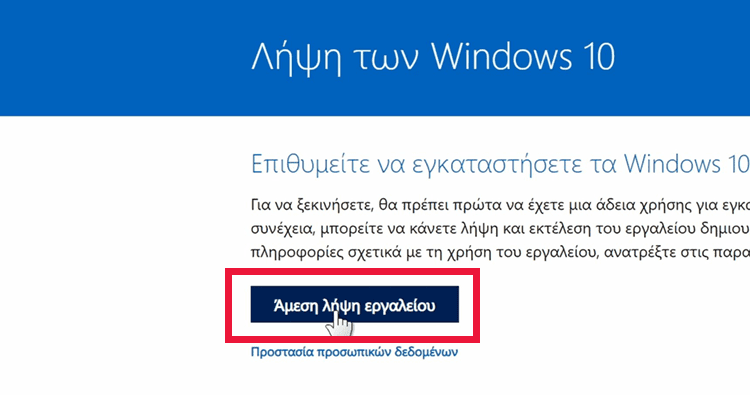 Λήψη των Windows 10
Επιθυμείτε να εγκαταστήσετε τα Windows 10
Για να ξεκινήσετε, θα πρέπει πρώτα να έχετε μια άδεια χρήσης για εγκα
συνέχεια, μπορείτε να κάνετε λήψη και εκτέλεση του εργαλείου δημιου
πληροφορίες σχετικά με τη χρήση του εργαλείου, ανατρέξτε στις παρα
Άμεση λήψη εργαλείου
Προστασία προσωπικών δεδομένων